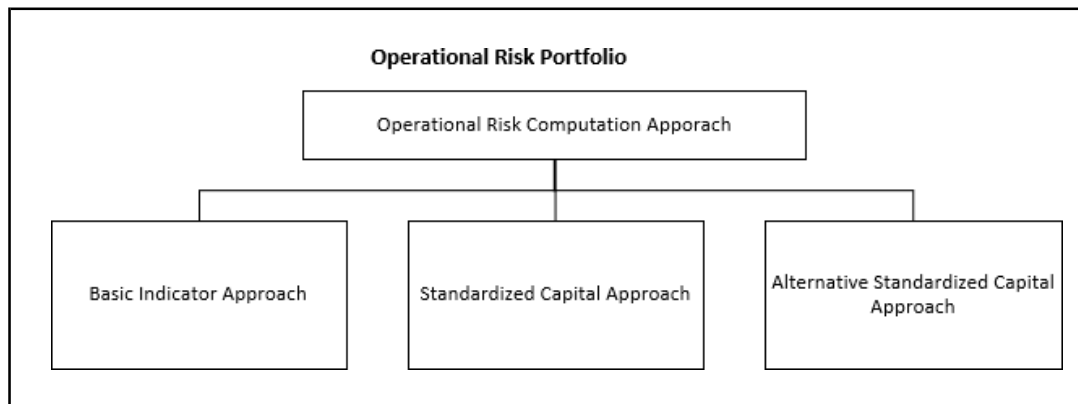 Operational Risk Portfolio
Operational Risk Computation Apporach
Basic Indicator Approach
Standardized Capital Approach
Alternative Standardized Capital
Approach